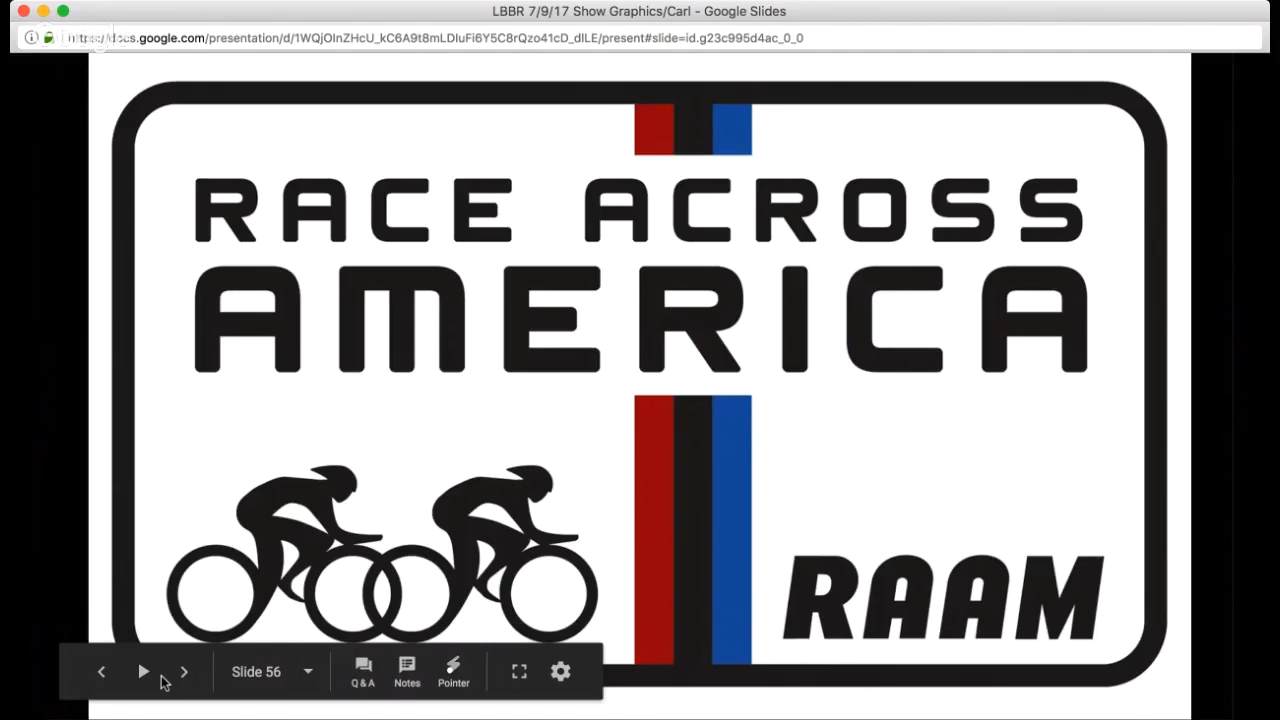 LBBR 7/9/17 Show Graphics/Carl - Google Slides
docs.google.com/presentation/d/1WQjOlnZHcU_kC6A9t8mLDIuFi6Y5C8rQzo41cD_dILE/present#slide=id.g23c995d4ac_0_0
RACE ACROSS
AMERICA
RAAM
Slide 56
Q & A
Notes
Pointer